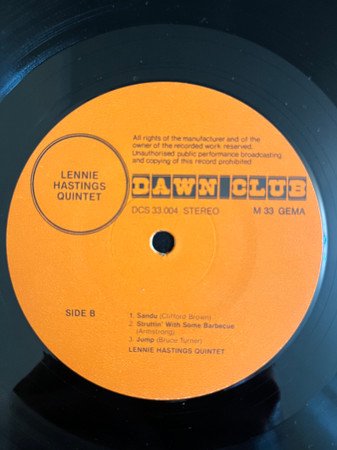 All rights of the manufacturer and of the
owner of the recorded work reserved.
Unauthorised public performance broadcasting
and copying of this record prohibited
LENNIE
HASTINGS
QUINTET
DAWN CLUB
DCS 33 004 STEREO M 33 GEMA
SIDE B
1. Sandu (Clifford Brown)
2. Struttin' With Some Barbecue
(Armstrong)
3. Jump (Bruce Turner)
LENNIE HASTINGS QUINTET